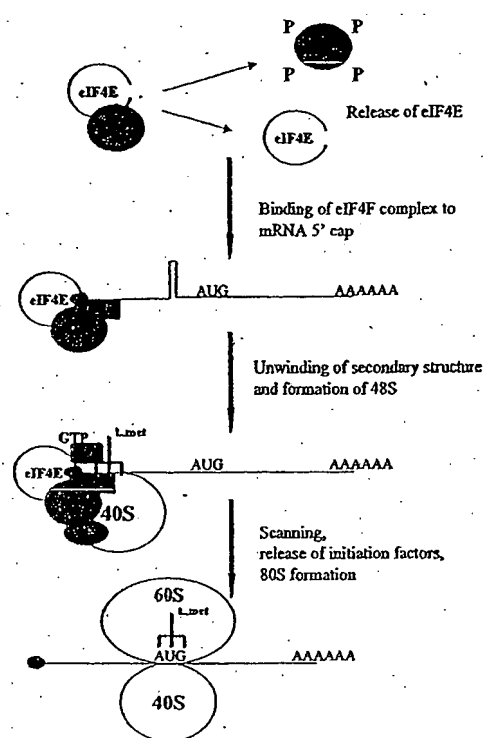 P P
P P
eIF4E
Release of eIF4E
eIF4E
Binding of eIF4F complex to
mRNA 5' cap
eIF4E
AUG
AAAAAA
Unwinding of secondary structure
and formation of 48S
GTP
t.met
eIF4E
AUG
AAAAAA
40S
Scanning,
release of initiation factors,
80S formation
60S
t.met
AUG
AAAAAA
40S